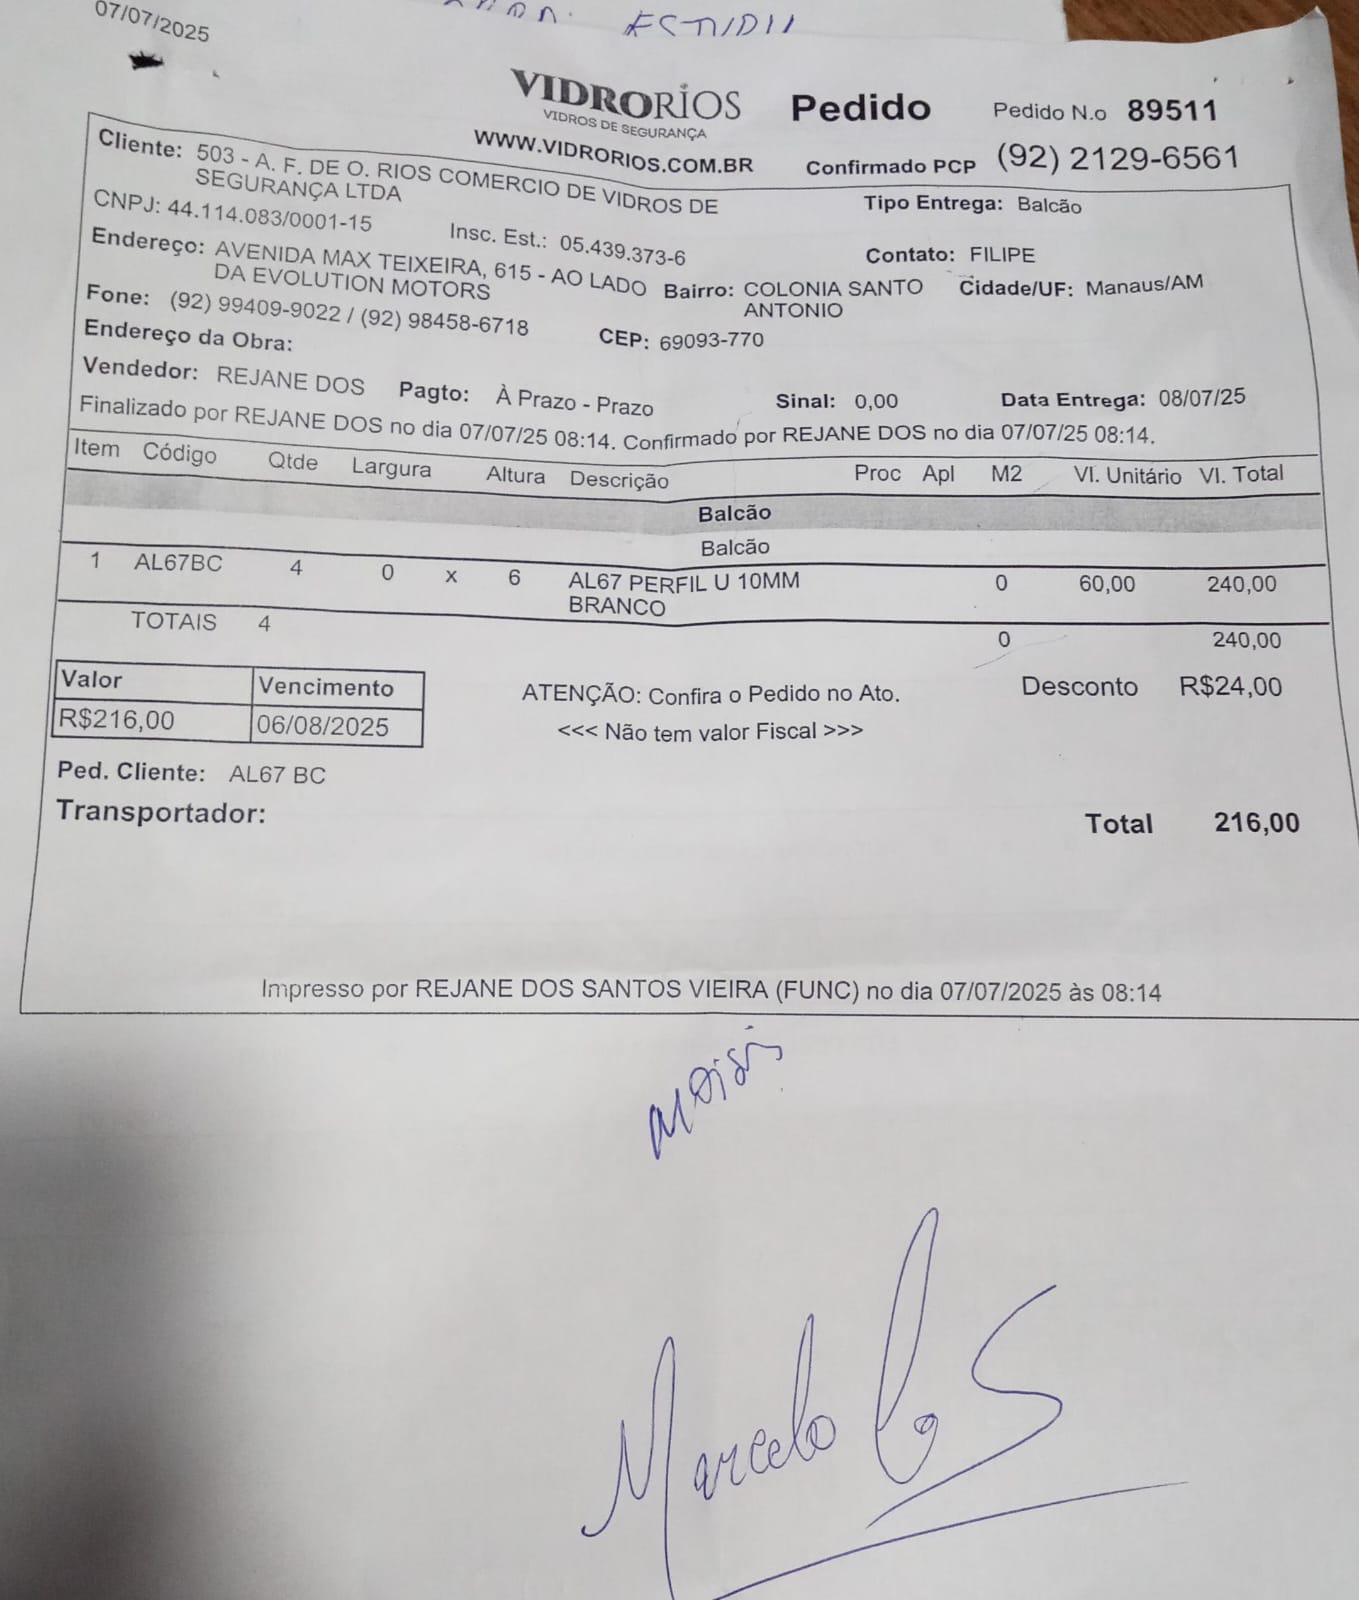 07/07/2025
VIDRORIOS
VIDROS DE SEGURANÇA
WWW.VIDRORIOS.COM.BR
Pedido
Pedido N.o 89511
Confirmado PCP (92) 2129-6561
Cliente: 503 - A. F. DE O. RIOS COMERCIO DE VIDROS DE
SEGURANÇA LTDA
Tipo Entrega: Balcão
CNPJ: 44.114.083/0001-15 Insc. Est.: 05.439.373-6
Contato: FILIPE
Endereço: AVENIDA MAX TEIXEIRA, 615 - AO LADO
DA EVOLUTION MOTORS
Bairro: COLONIA SANTO
ANTONIO
Cidade/UF: Manaus/AM
Fone: (92) 99409-9022 / (92) 98458-6718 CEP: 69093-770
Endereço da Obra:
Vendedor: REJANE DOS Pagto: À Prazo - Prazo Sinal: 0,00 Data Entrega: 08/07/25
Finalizado por REJANE DOS no dia 07/07/25 08:14. Confirmado por REJANE DOS no dia 07/07/25 08:14.
Item Código Qtde Largura Altura Descrição Proc Apl M2 Vl. Unitário Vl. Total
Balcão
Balcão
1 AL67BC 4 0 x 6 AL67 PERFIL U 10MM 0 60,00 240,00
BRANCO
TOTAIS 4 0 240,00
Valor Vencimento
R$216,00 06/08/2025
ATENÇÃO: Confira o Pedido no Ato.
<<< Não tem valor Fiscal >>>
Desconto R$24,00
Ped. Cliente: AL67 BC
Transportador:
Total 216,00
Impresso por REJANE DOS SANTOS VIEIRA (FUNC) no dia 07/07/2025 às 08:14
Moisis
Marcelo